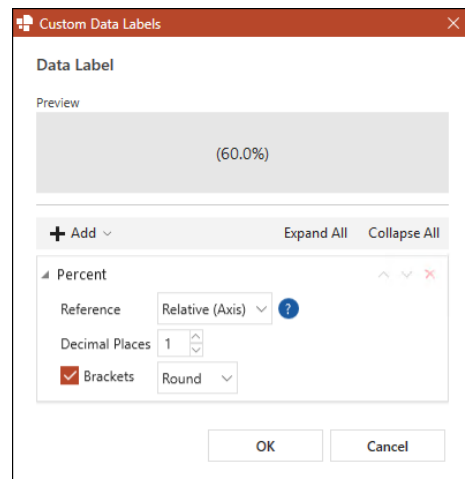 Custom Data Labels
Data Label
Preview
(60.0%)
Add Expand All Collapse All
Percent
Reference Relative (Axis) ?
Decimal Places 1
Brackets Round
OK Cancel